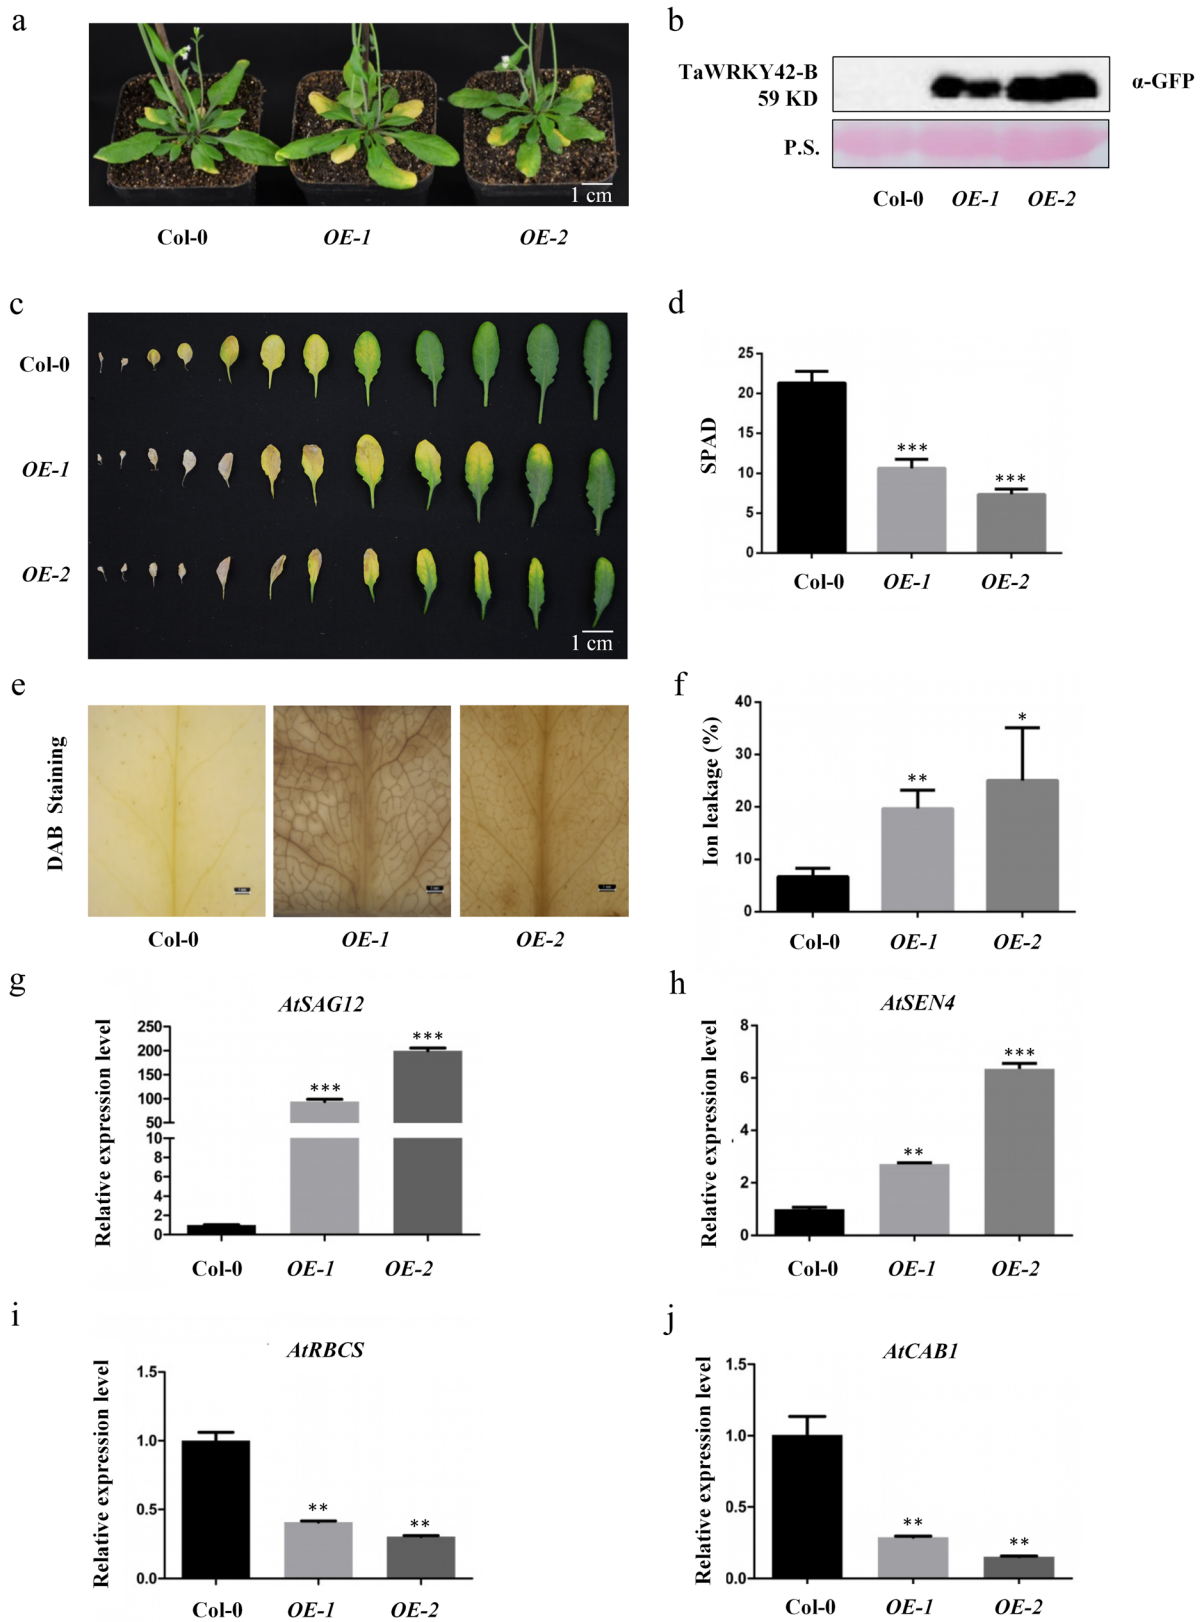 a
1 cm
Col-0 OE-1 OE-2
b
TaWRKY42-B
59 KD
α-GFP
P.S.
Col-0 OE-1 OE-2
c
Col-0
OE-1
OE-2
1 cm
d
SPAD
25
20
15
10
5
0
***
***
Col-0 OE-1 OE-2
e
DAB Staining
Col-0 OE-1 OE-2
f
Ion leakage (%)
40
30
20
10
0
**
*
Col-0 OE-1 OE-2
g
AtSAG12
Relative expression level
250
200
150
100
50
10
8
6
4
2
0
***
***
Col-0 OE-1 OE-2
h
AtSEN4
Relative expression level
8
6
4
2
0
**
***
Col-0 OE-1 OE-2
i
AtRBCS
Relative expression level
1.5
1.0
0.5
0.0
**
**
Col-0 OE-1 OE-2
j
AtCAB1
Relative expression level
1.5
1.0
0.5
0.0
**
**
Col-0 OE-1 OE-2